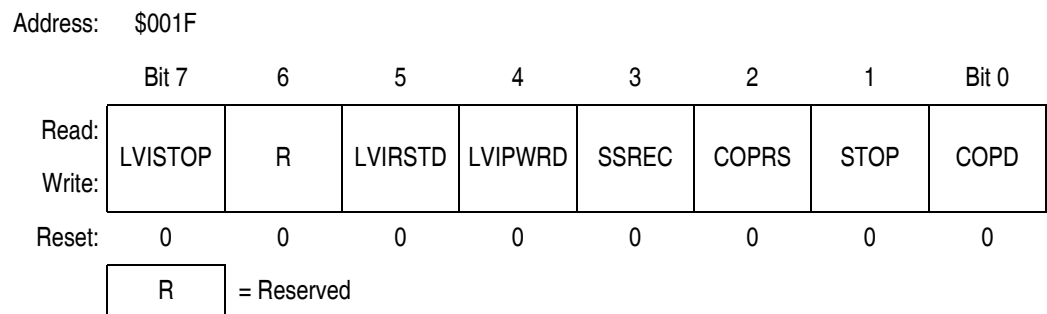 Address: $001F
Bit 7 6 5 4 3 2 1 Bit 0
Read:
LVISTOP R LVIRSTD LVIPWRD SSREC COPRS STOP COPD
Write:
Reset: 0 0 0 0 0 0 0 0
R = Reserved